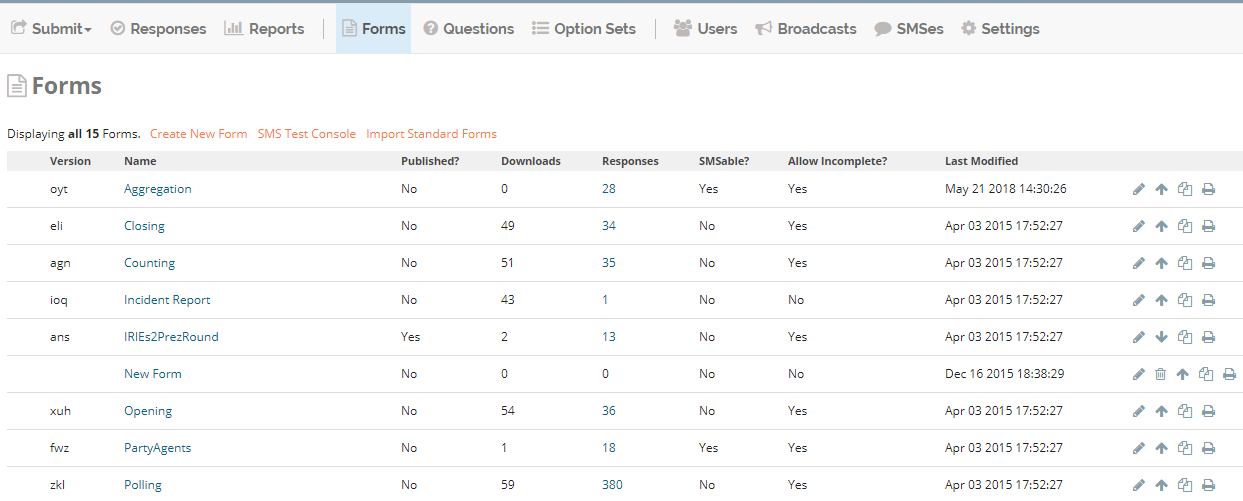 Submit Responses Reports Forms Questions Option Sets Users Broadcasts SMSes Settings
Forms
Displaying all 15 Forms. Create New Form SMS Test Console Import Standard Forms
Version Name Published? Downloads Responses SMSable? Allow Incomplete? Last Modified
oyt Aggregation No 0 28 Yes Yes May 21 2018 14:30:26
eli Closing No 49 34 No Yes Apr 03 2015 17:52:27
agn Counting No 51 35 No Yes Apr 03 2015 17:52:27
ioq Incident Report No 43 1 No No Apr 03 2015 17:52:27
ans IRIEs2PrezRound Yes 2 13 No Yes Apr 03 2015 17:52:27
New Form No 0 0 No No Dec 16 2015 18:38:29
xuh Opening No 54 36 No Yes Apr 03 2015 17:52:27
fwz PartyAgents No 1 18 Yes Yes Apr 03 2015 17:52:27
zkl Polling No 59 380 No Yes Apr 03 2015 17:52:27